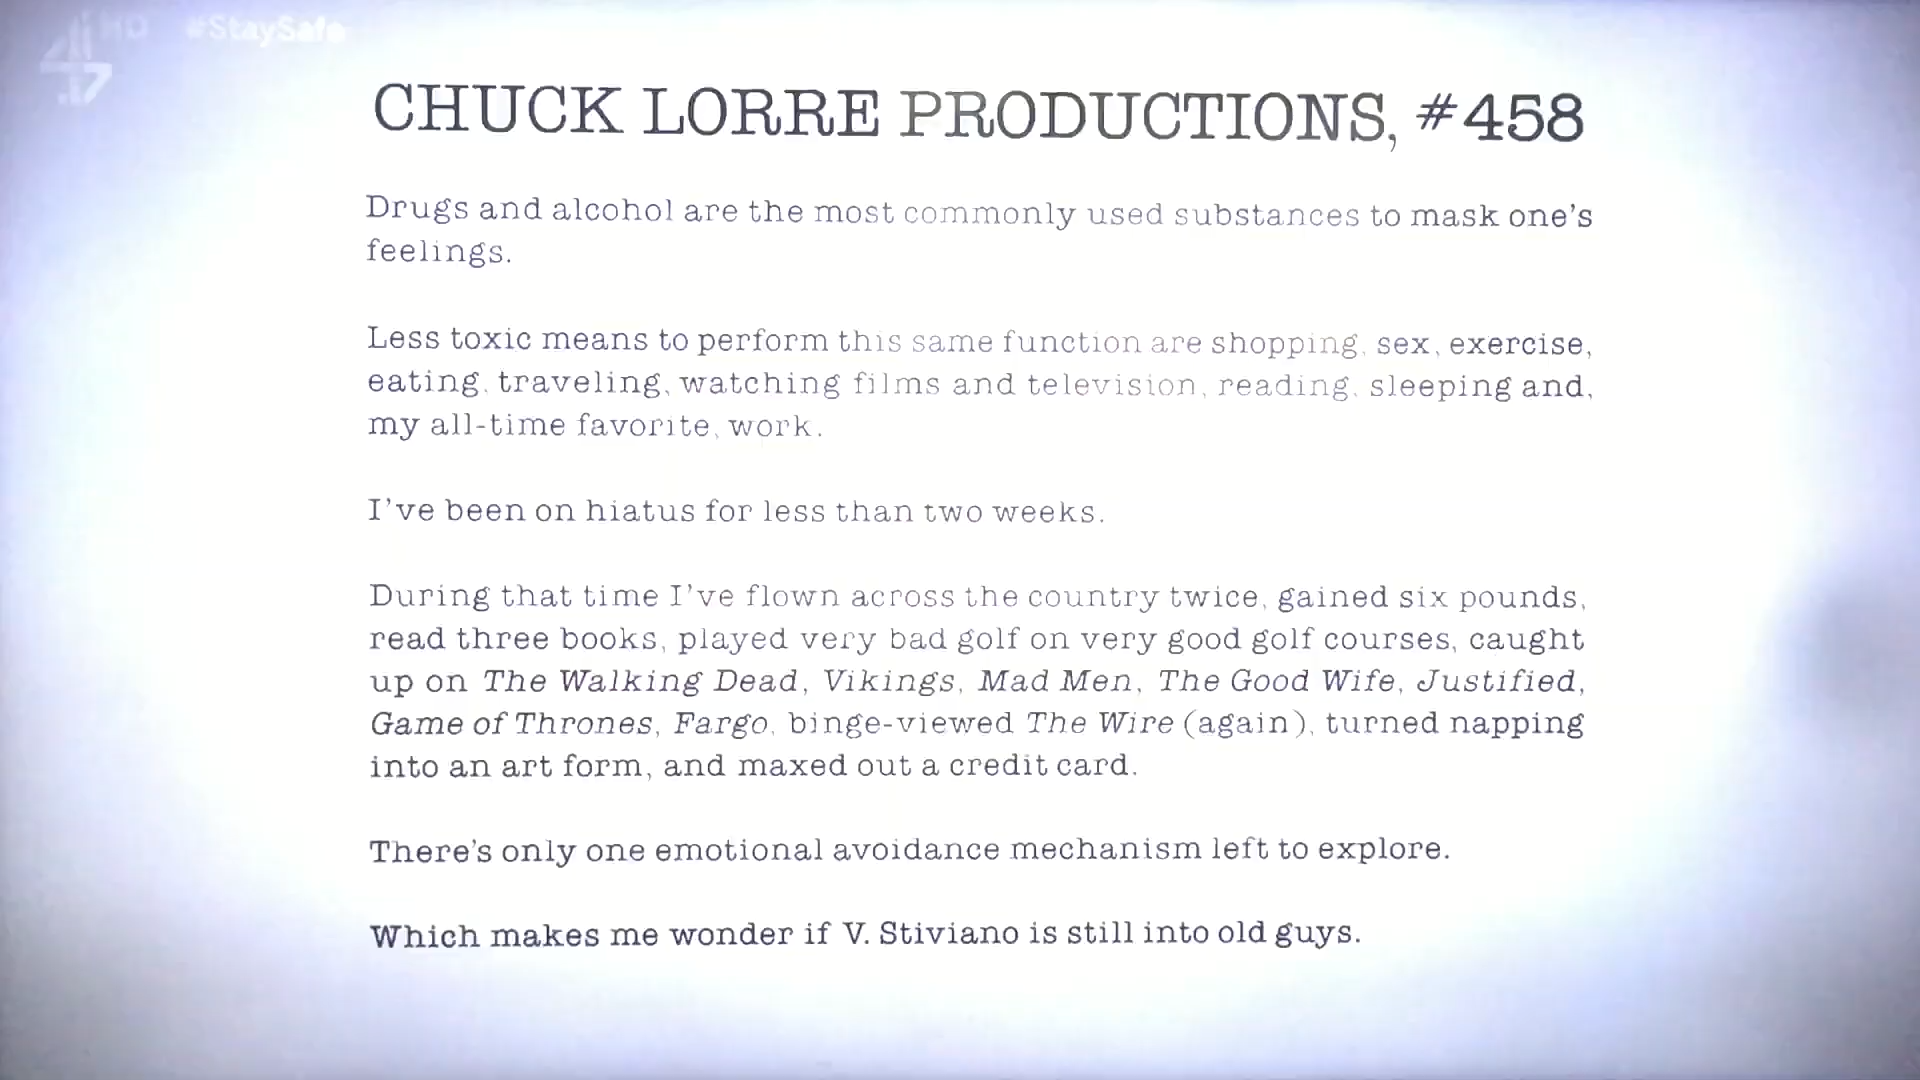 HD #StaySafe
4
+7
CHUCK LORRE PRODUCTIONS, #458
Drugs and alcohol are the most commonly used substances to mask one's
feelings.
Less toxic means to perform this same function are shopping, sex, exercise,
eating, traveling, watching films and television, reading, sleeping and,
my all-time favorite, work.
I've been on hiatus for less than two weeks.
During that time I've flown across the country twice, gained six pounds,
read three books, played very bad golf on very good golf courses, caught
up on The Walking Dead, Vikings, Mad Men, The Good Wife, Justified,
Game of Thrones, Fargo, binge-viewed The Wire (again), turned napping
into an art form, and maxed out a credit card.
There's only one emotional avoidance mechanism left to explore.
Which makes me wonder if V. Stiviano is still into old guys.